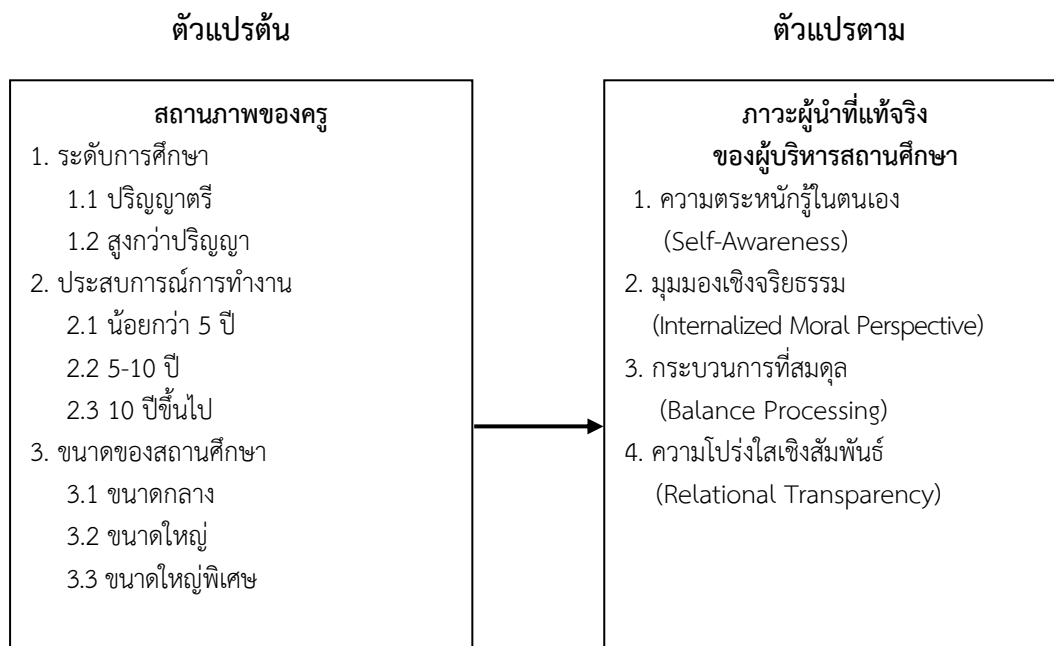 ตัวแปรต้น
สถานภาพของครู
1. ระดับการศึกษา
1.1 ปริญญาตรี
1.2 สูงกว่าปริญญา
2. ประสบการณ์การทำงาน
2.1 น้อยกว่า 5 ปี
2.2 5-10 ปี
2.3 10 ปีขึ้นไป
3. ขนาดของสถานศึกษา
3.1 ขนาดกลาง
3.2 ขนาดใหญ่
3.3 ขนาดใหญ่พิเศษ
ตัวแปรตาม
ภาวะผู้นำที่แท้จริง
ของผู้บริหารสถานศึกษา
1. ความตระหนักรู้ในตนเอง
(Self-Awareness)
2. มุมมองเชิงจริยธรรม
(Internalized Moral Perspective)
3. กระบวนการที่สมดุล
(Balance Processing)
4. ความโปร่งใสเชิงสัมพันธ์
(Relational Transparency)